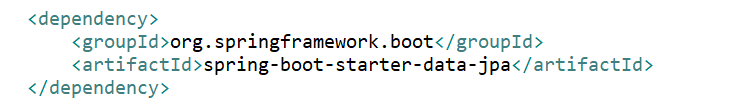 <dependency>
    <groupId>org.springframework.boot</groupId>
    <artifactId>spring-boot-starter-data-jpa</artifactId>
</dependency>